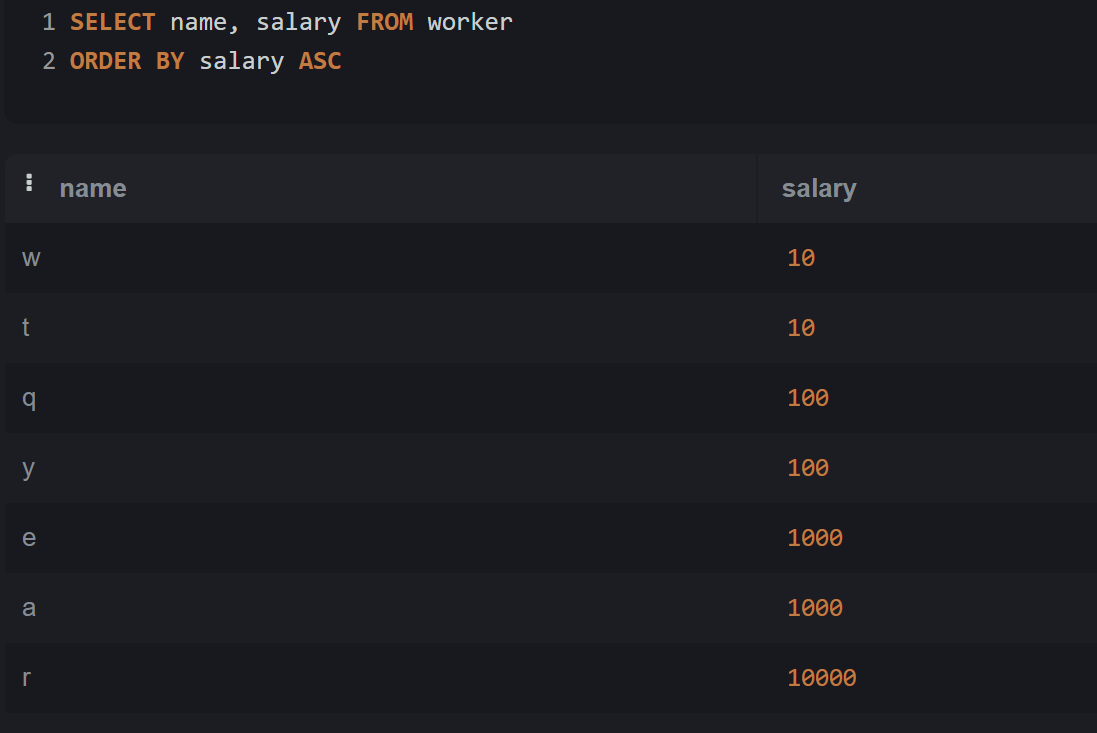 1 SELECT name, salary FROM worker
2 ORDER BY salary ASC
name salary
w 10
t 10
q 100
y 100
e 1000
a 1000
r 10000